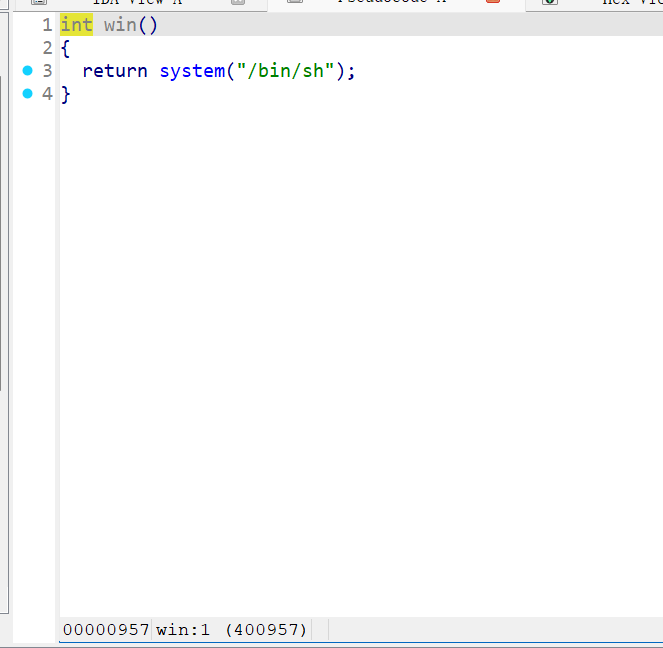 1 int win()
2 {
3 return system("/bin/sh");
4 }
00000957 win:1 (400957)